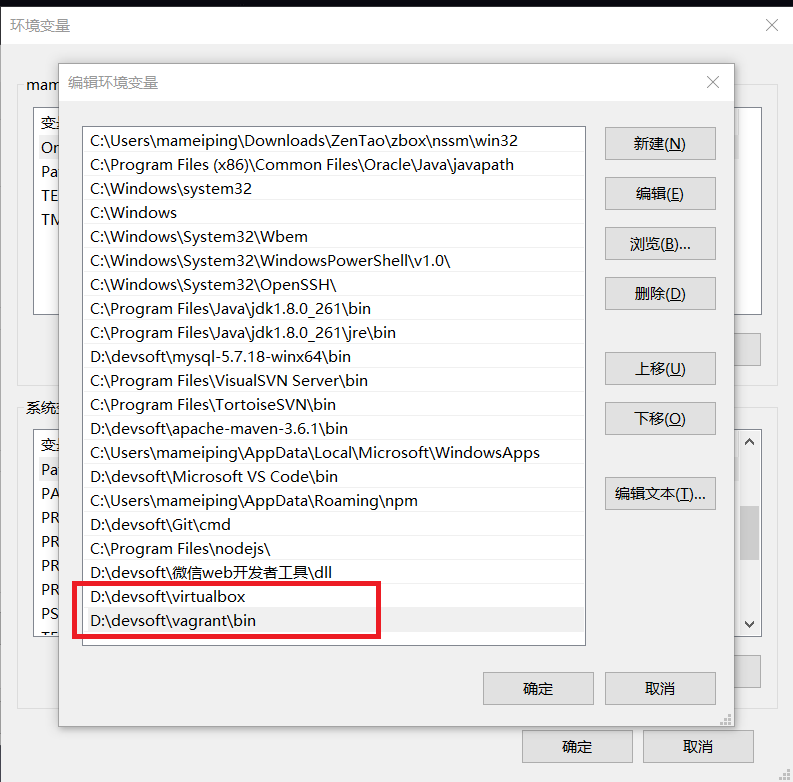 环境变量
编辑环境变量
C:\Users\mameiping\Downloads\ZenTao\zbox\nssm\win32
C:\Program Files (x86)\Common Files\Oracle\Java\javapath
C:\Windows\system32
C:\Windows
C:\Windows\System32\Wbem
C:\Windows\System32\WindowsPowerShell\v1.0\
C:\Windows\System32\OpenSSH\
C:\Program Files\Java\jdk1.8.0_261\bin
C:\Program Files\Java\jdk1.8.0_261\jre\bin
D:\devsoft\mysql-5.7.18-winx64\bin
C:\Program Files\VisualSVN Server\bin
C:\Program Files\TortoiseSVN\bin
D:\devsoft\apache-maven-3.6.1\bin
C:\Users\mameiping\AppData\Local\Microsoft\WindowsApps
D:\devsoft\Microsoft VS Code\bin
C:\Users\mameiping\AppData\Roaming\npm
D:\devsoft\Git\cmd
C:\Program Files\nodejs\
D:\devsoft\微信web开发者工具\dll
D:\devsoft\virtualbox
D:\devsoft\vagrant\bin
新建(N)
编辑(E)
浏览(B)...
删除(D)
上移(U)
下移(O)
编辑文本(T)...
确定
取消
mam
变
On
Pa
TE
TM
系统
变
Pa
PA
PR
PR
PR
PR
PS
确定
取消